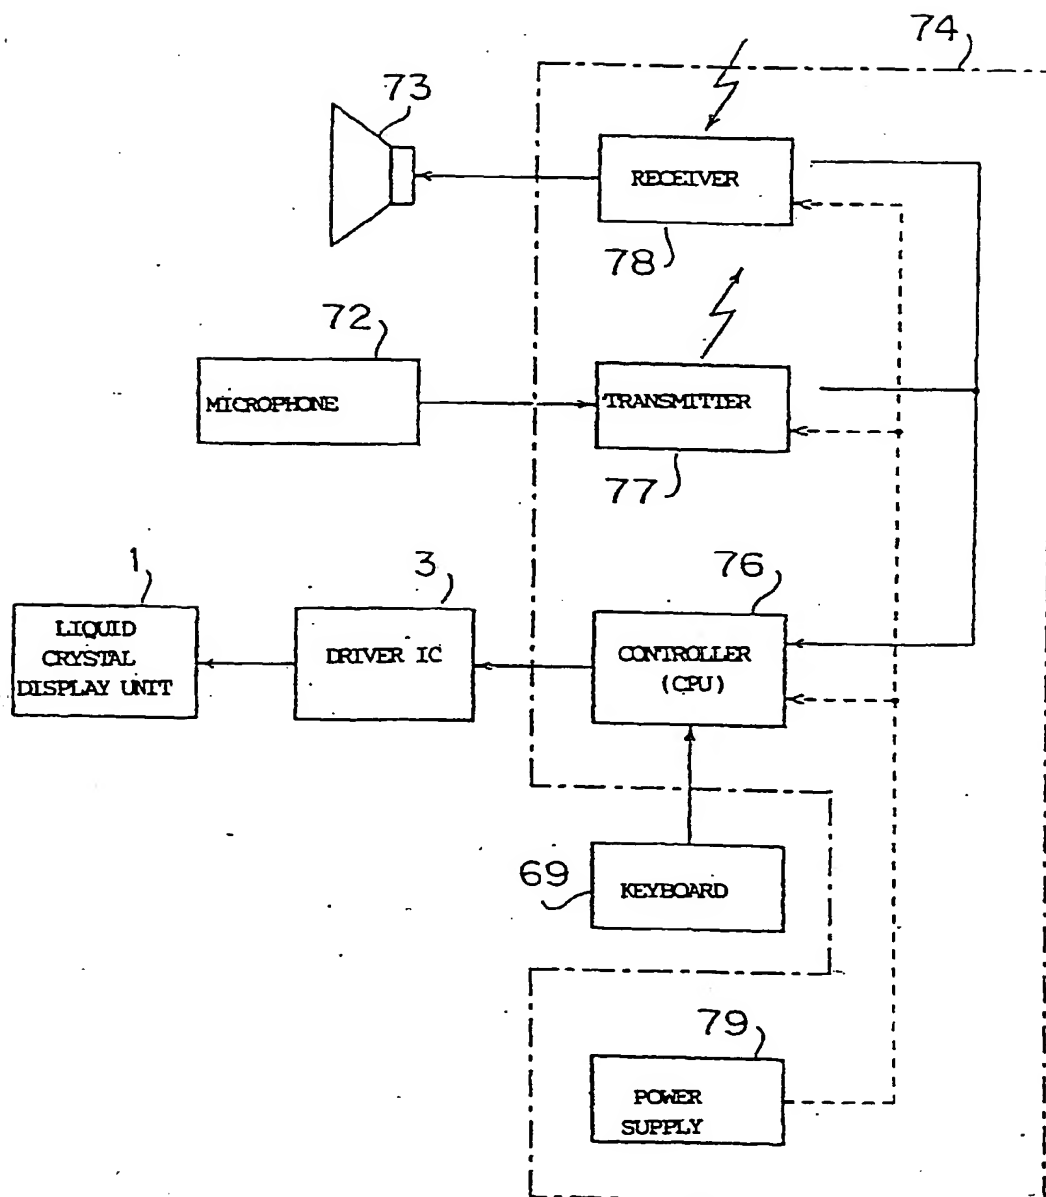 74
73
RECEIVER
78
72
MICROPHONE
TRANSMITTER
77
1
3
76
LIQUID
CRYSTAL
DISPLAY UNIT
DRIVER IC
CONTROLLER
(CPU)
69
KEYBOARD
79
POWER
SUPPLY